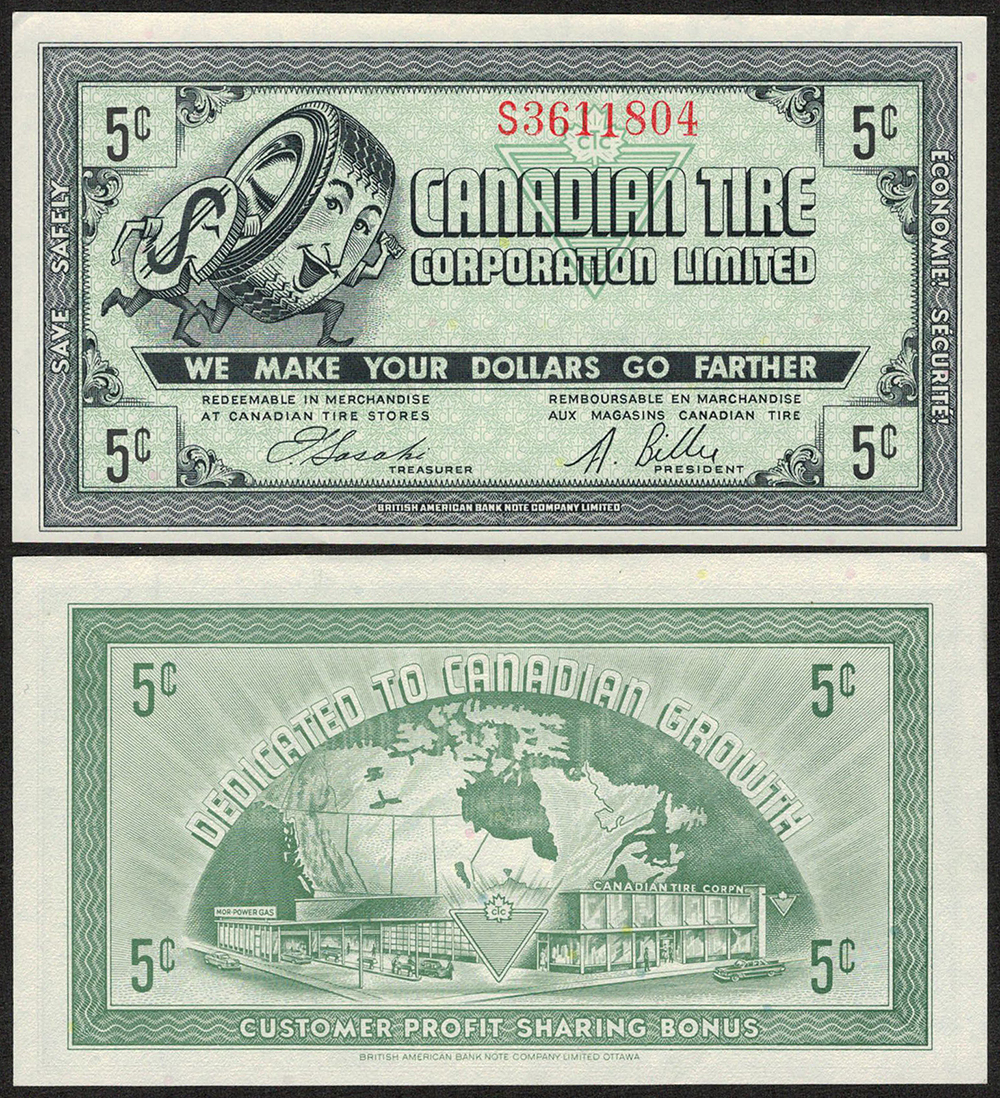 5¢
S3611804
5¢
CTC
CANADIAN TIRE
CORPORATION LIMITED
SAVE SAFELY
ÉCONOMIE! SÉCURITÉ!
$
WE MAKE YOUR DOLLARS GO FARTHER
REDEEMABLE IN MERCHANDISE
AT CANADIAN TIRE STORES
REMBOURSABLE EN MARCHANDISE
AUX MAGASINS CANADIAN TIRE
5¢
TREASURER
A. Billes
PRESIDENT
5¢
BRITISH AMERICAN BANK NOTE COMPANY LIMITED
5¢
DEDICATED TO CANADIAN GROWTH
5¢
CANADIAN TIRE CORP'N
MOR-POWER GAS
CTC
5¢
5¢
CUSTOMER PROFIT SHARING BONUS
BRITISH AMERICAN BANK NOTE COMPANY LIMITED OTTAWA